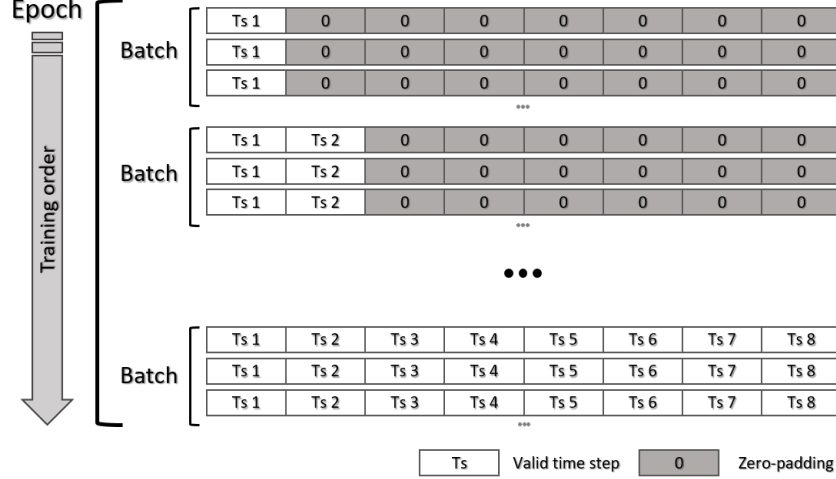 Epoch
Training order
Batch
Ts 1 0 0 0 0 0 0 0
Ts 1 0 0 0 0 0 0 0
Ts 1 0 0 0 0 0 0 0
...
Batch
Ts 1 Ts 2 0 0 0 0 0 0
Ts 1 Ts 2 0 0 0 0 0 0
Ts 1 Ts 2 0 0 0 0 0 0
...
...
Batch
Ts 1 Ts 2 Ts 3 Ts 4 Ts 5 Ts 6 Ts 7 Ts 8
Ts 1 Ts 2 Ts 3 Ts 4 Ts 5 Ts 6 Ts 7 Ts 8
Ts 1 Ts 2 Ts 3 Ts 4 Ts 5 Ts 6 Ts 7 Ts 8
...
Ts Valid time step 0 Zero-padding